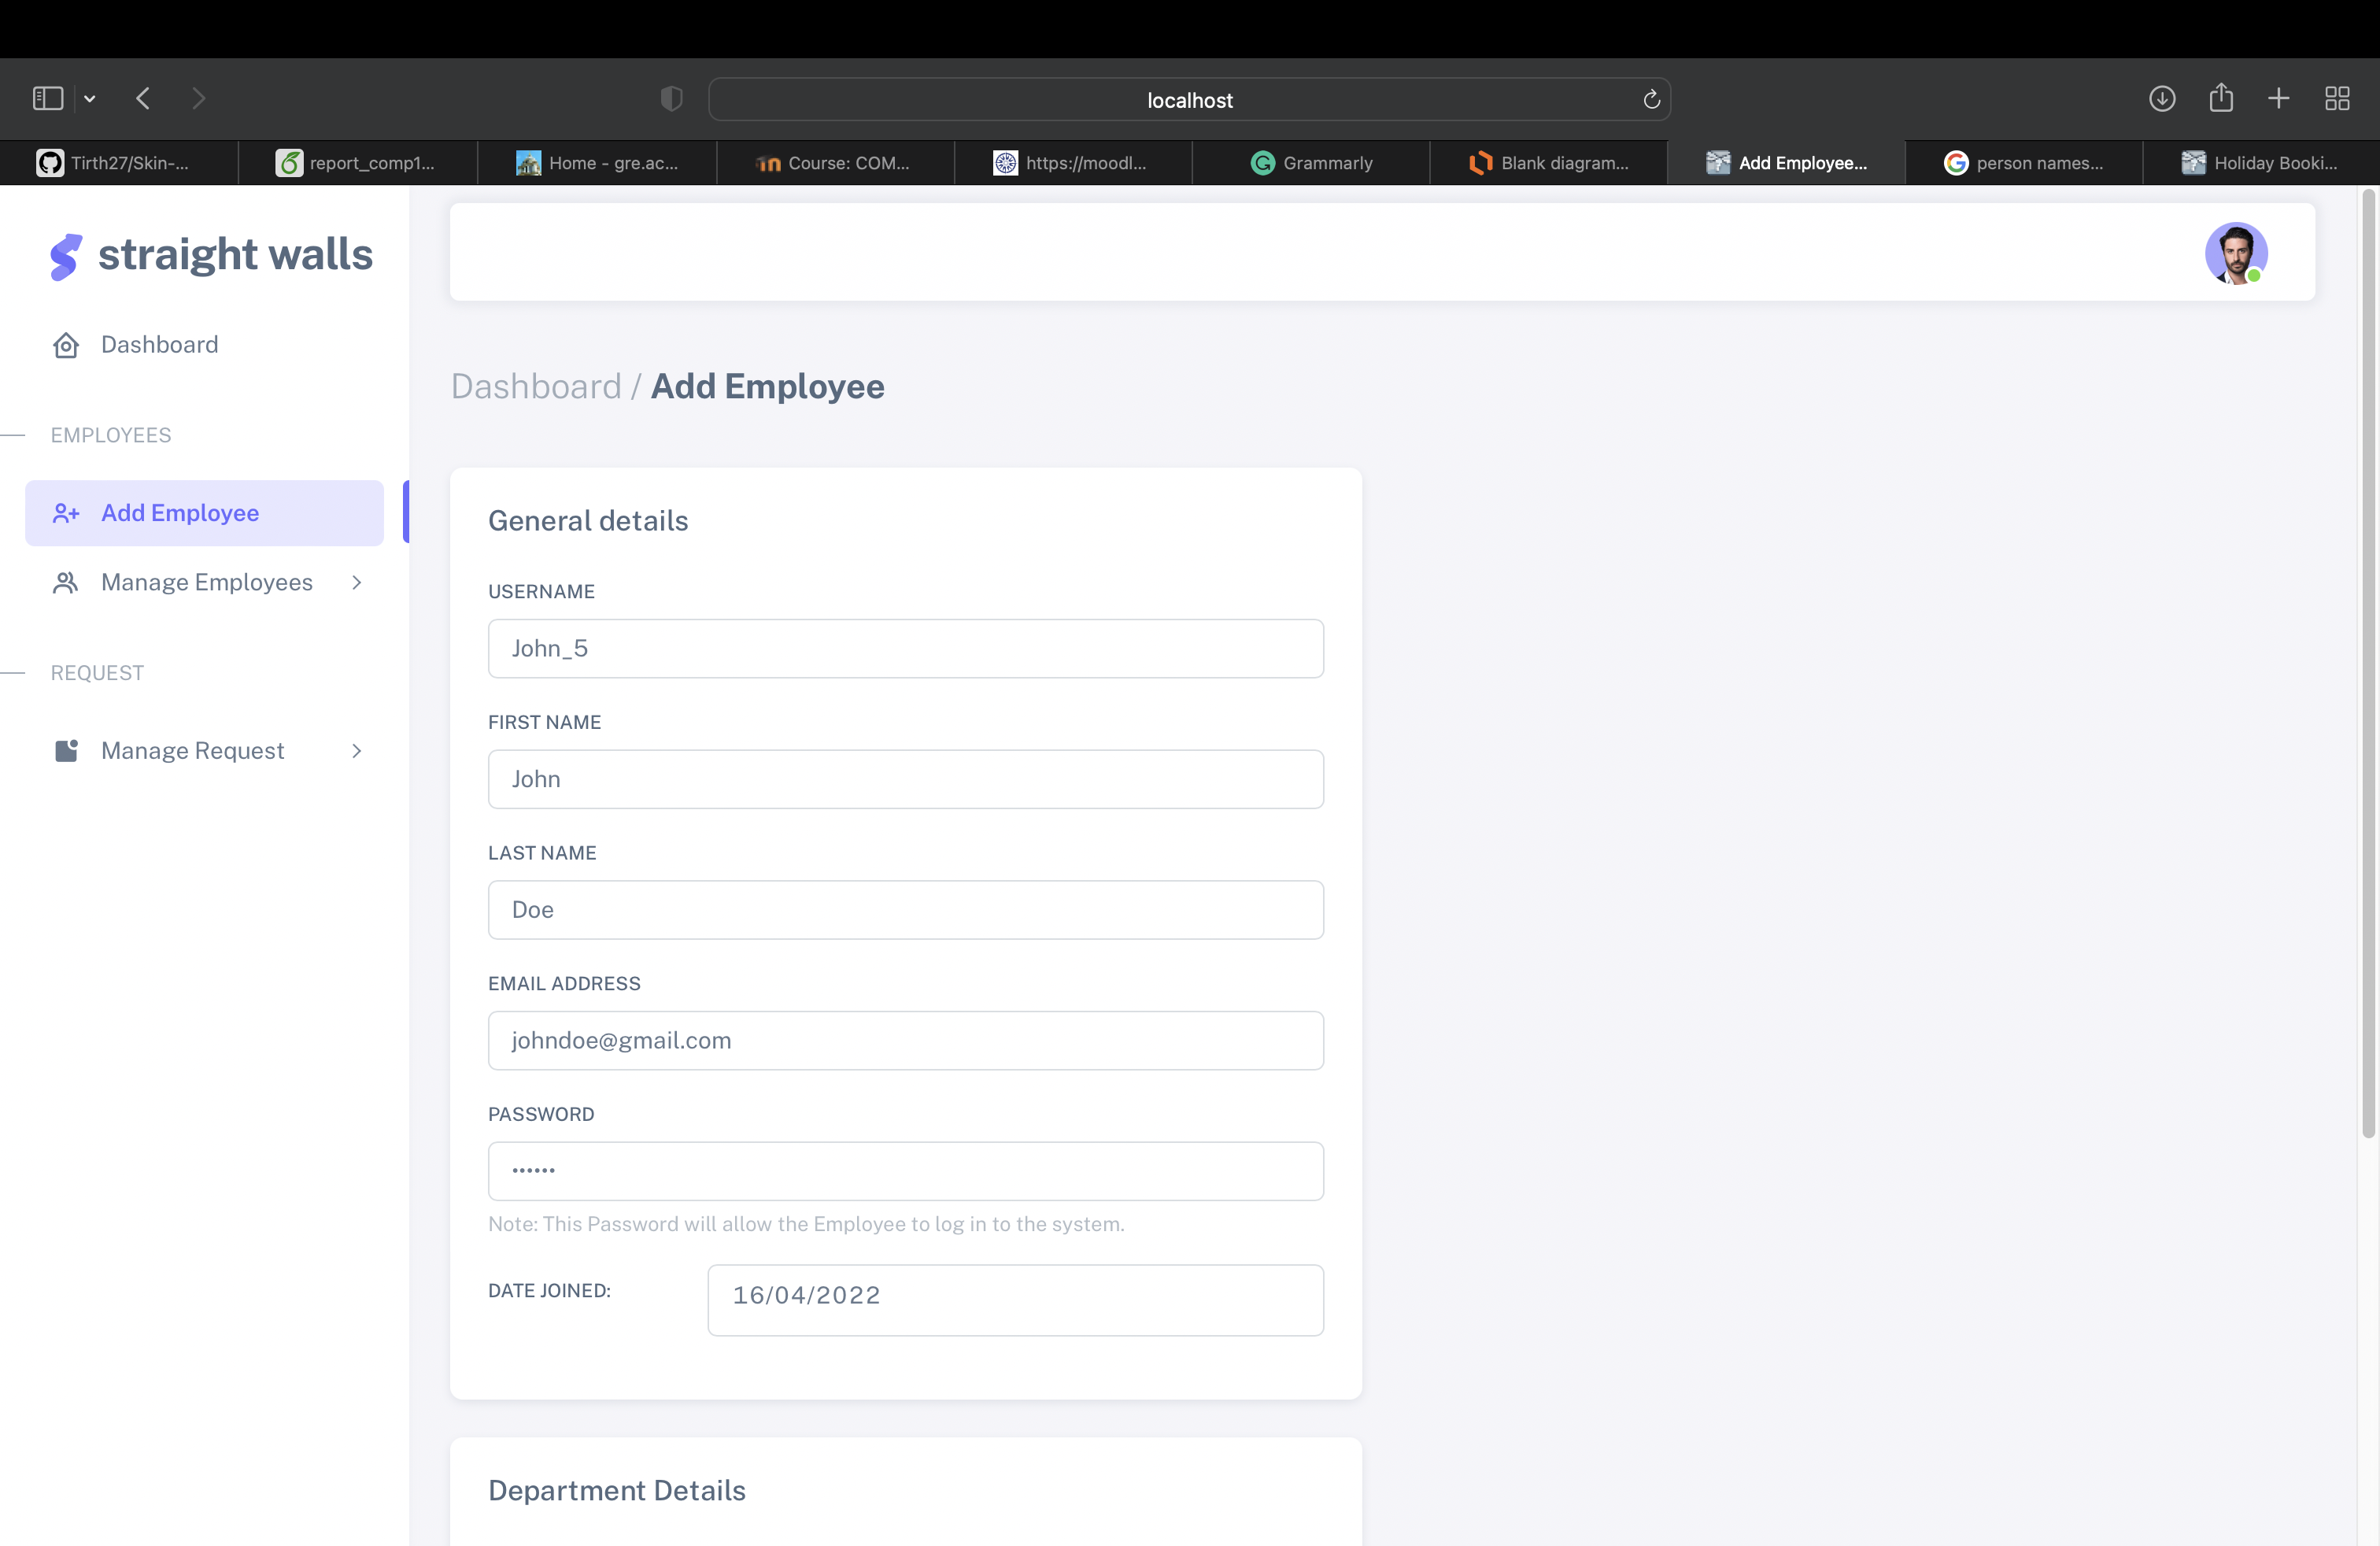 localhost
Tirth27/Skin-...
report_comp1...
Home - gre.ac...
Course: COM...
https://moodl...
Grammarly
Blank diagram...
Add Employee...
person names...
Holiday Booki...
straight walls
Dashboard
EMPLOYEES
Add Employee
Manage Employees
REQUEST
Manage Request
Dashboard / Add Employee
General details
USERNAME
John_5
FIRST NAME
John
LAST NAME
Doe
EMAIL ADDRESS
johndoe@gmail.com
PASSWORD
••••••
Note: This Password will allow the Employee to log in to the system.
DATE JOINED:
16/04/2022
Department Details